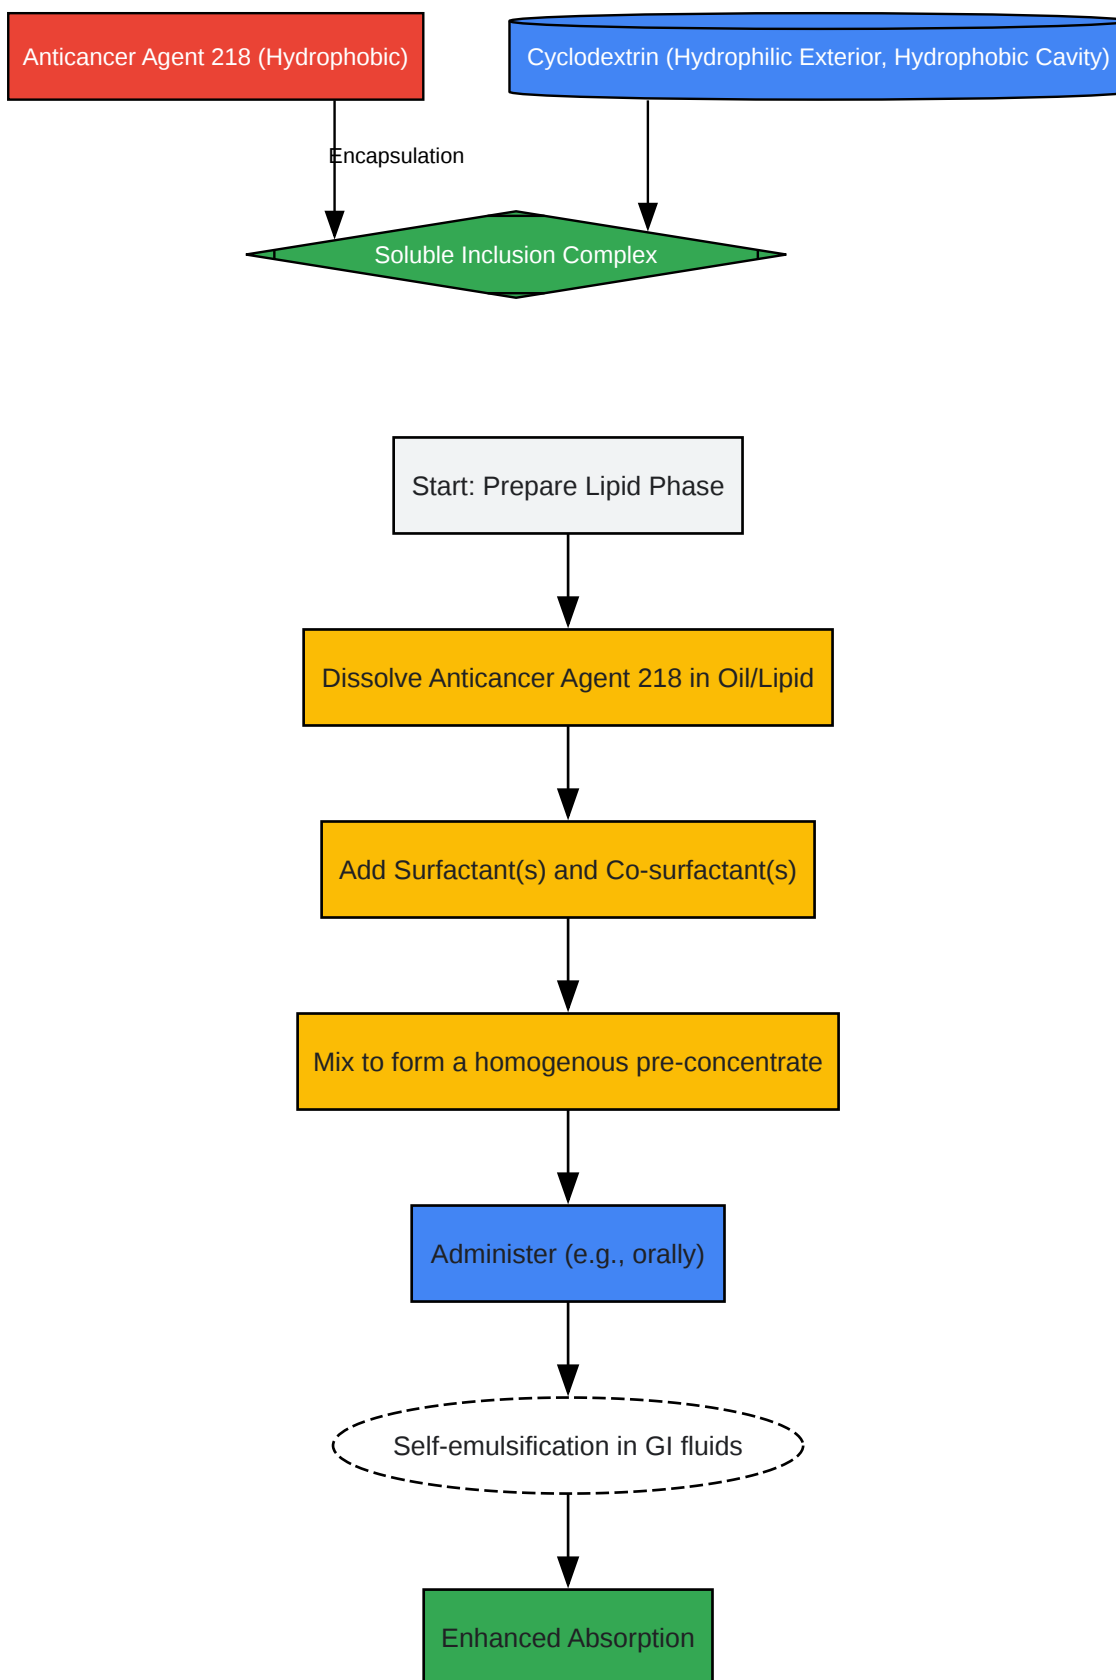 Anticancer Agent 218 (Hydrophobic)
Cyclodextrin (Hydrophilic Exterior, Hydrophobic Cavity)
Encapsulation
Soluble Inclusion Complex
Start: Prepare Lipid Phase
Dissolve Anticancer Agent 218 in Oil/Lipid
Add Surfactant(s) and Co-surfactant(s)
Mix to form a homogenous pre-concentrate
Administer (e.g., orally)
Self-emulsification in GI fluids
Enhanced Absorption